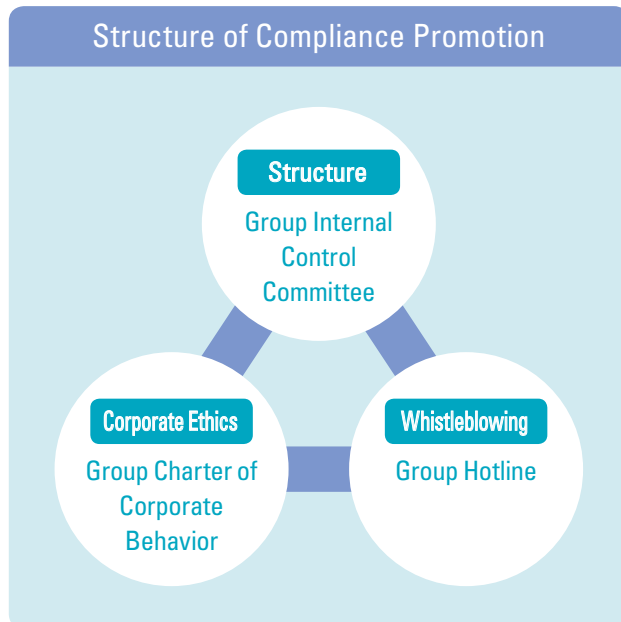 Structure of Compliance Promotion
Structure
Group Internal
Control
Committee
Corporate Ethics
Group Charter of
Corporate
Behavior
Whistleblowing
Group Hotline